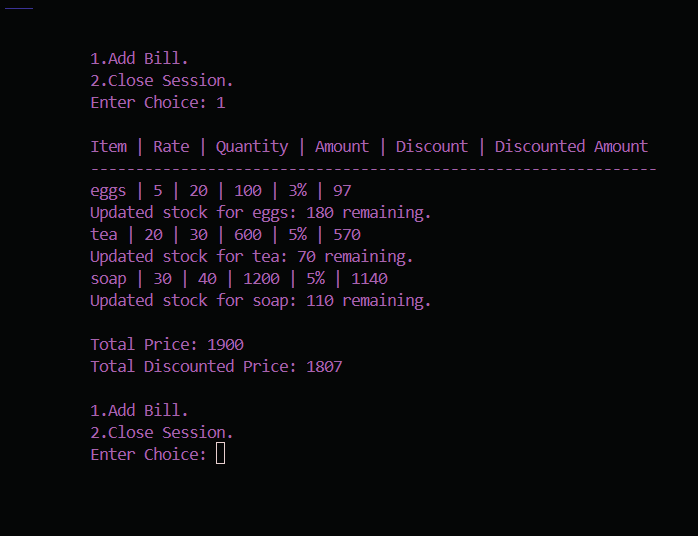 1.Add Bill.
2.Close Session.
Enter Choice: 1
Item | Rate | Quantity | Amount | Discount | Discounted Amount
---------------------------------------------------------------
eggs | 5 | 20 | 100 | 3% | 97
Updated stock for eggs: 180 remaining.
tea | 20 | 30 | 600 | 5% | 570
Updated stock for tea: 70 remaining.
soap | 30 | 40 | 1200 | 5% | 1140
Updated stock for soap: 110 remaining.
Total Price: 1900
Total Discounted Price: 1807
1.Add Bill.
2.Close Session.
Enter Choice: